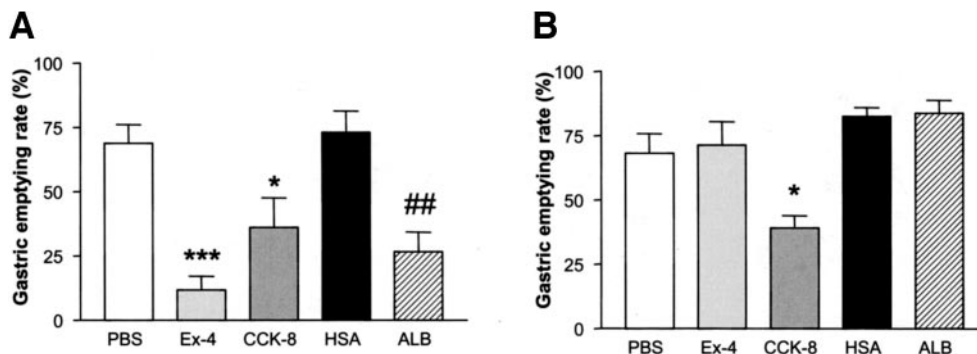 A
Gastric emptying rate (%)
100
75
50
25
0
***
*
##
PBS Ex-4 CCK-8 HSA ALB
B
Gastric emptying rate (%)
100
75
50
25
0
*
PBS Ex-4 CCK-8 HSA ALB